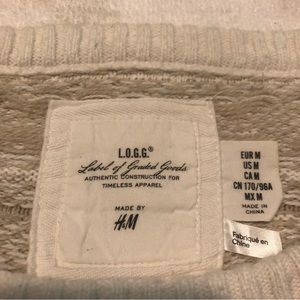 L.O.G.G.®
Label of Graded Goods
AUTHENTIC CONSTRUCTION FOR
TIMELESS APPAREL
MADE BY
H&M
EUR M
US M
CA M
CN 170/96A
MX M
MADE IN
CHINA
Fabriqué en
Chine